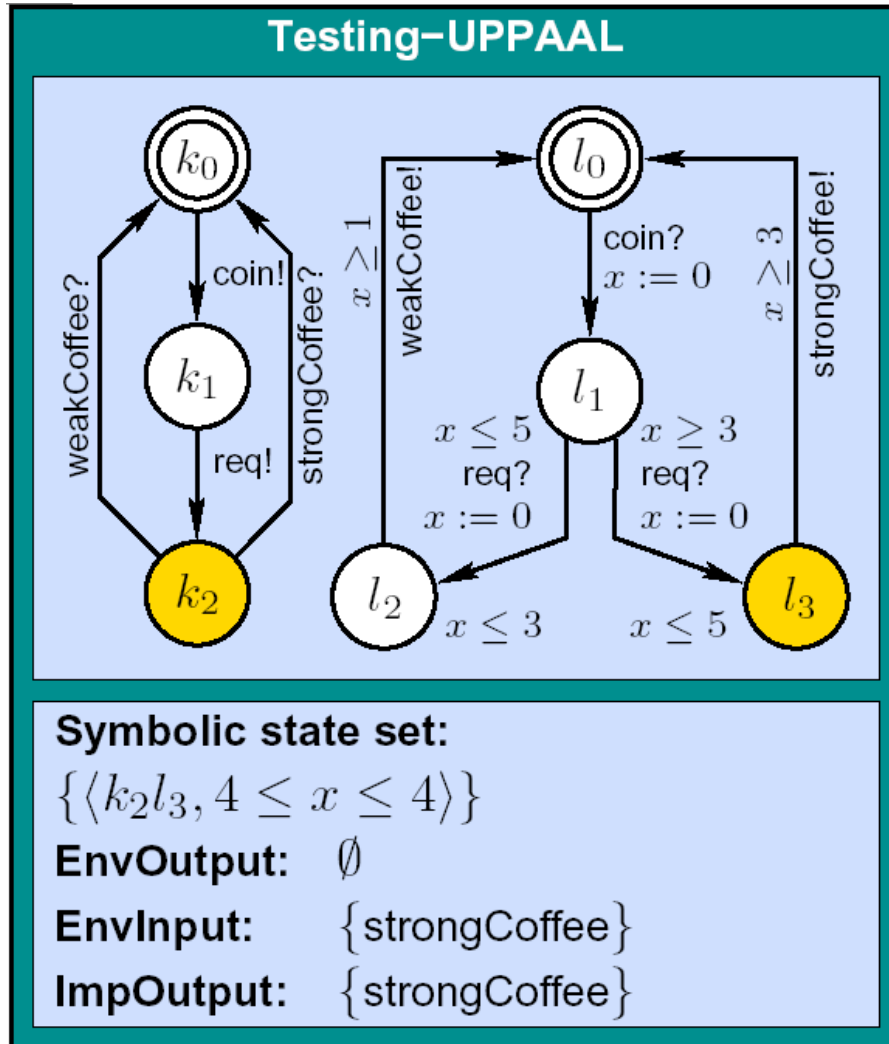 Testing-UPPAAL
k₀
coin!
k₁
req!
k₂
weakCoffee?
strongCoffee?
l₀
coin?
x := 0
l₁
x ≥ 1
weakCoffee!
x ≥ 3
strongCoffee!
x ≤ 5
req?
x := 0
x ≥ 3
req?
x := 0
l₂
x ≤ 3
x ≤ 5
l₃
Symbolic state set:
{⟨k₂l₃, 4 ≤ x ≤ 4⟩}
EnvOutput: ∅
EnvInput: {strongCoffee}
ImpOutput: {strongCoffee}